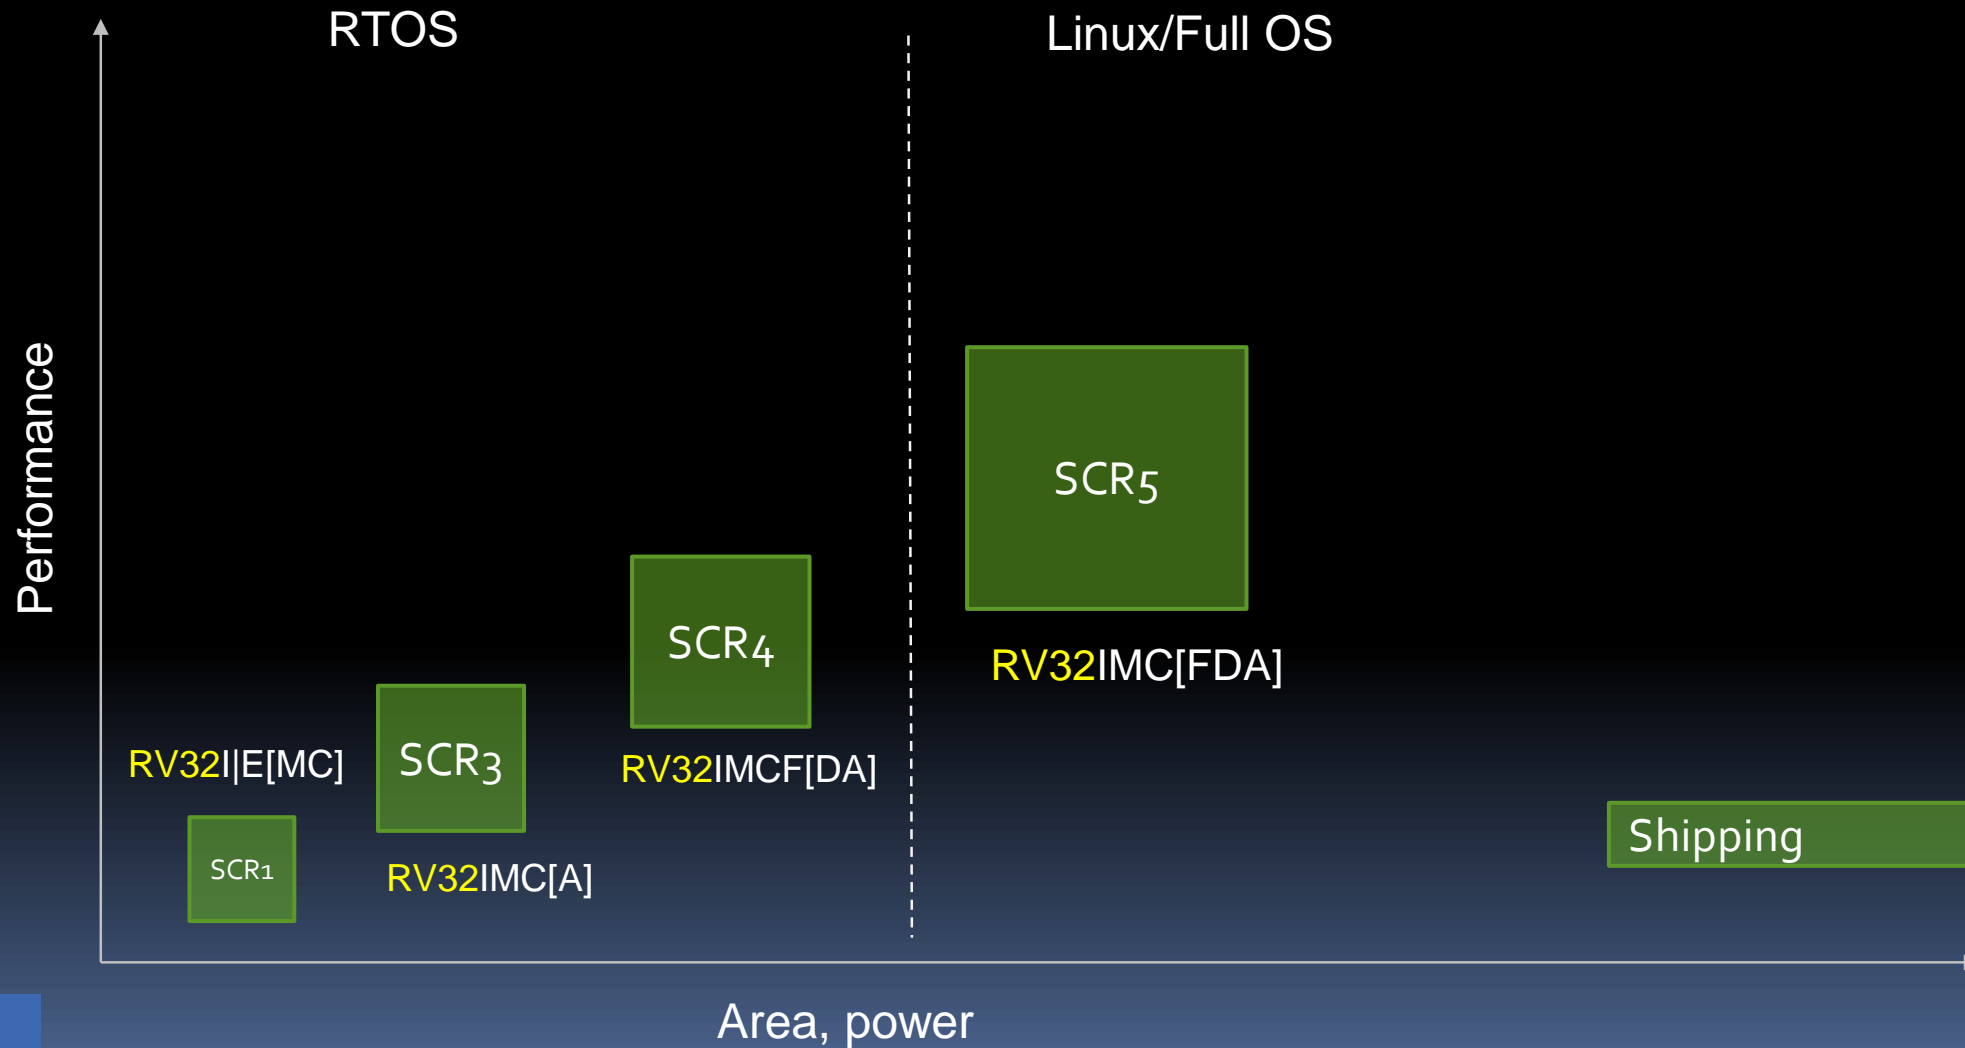 RTOS
Linux/Full OS
Performance
SCR5
SCR4
RV32IMC[FDA]
SCR3
RV32I|E[MC]
RV32IMCF[DA]
Shipping
SCR1
RV32IMC[A]
Area, power